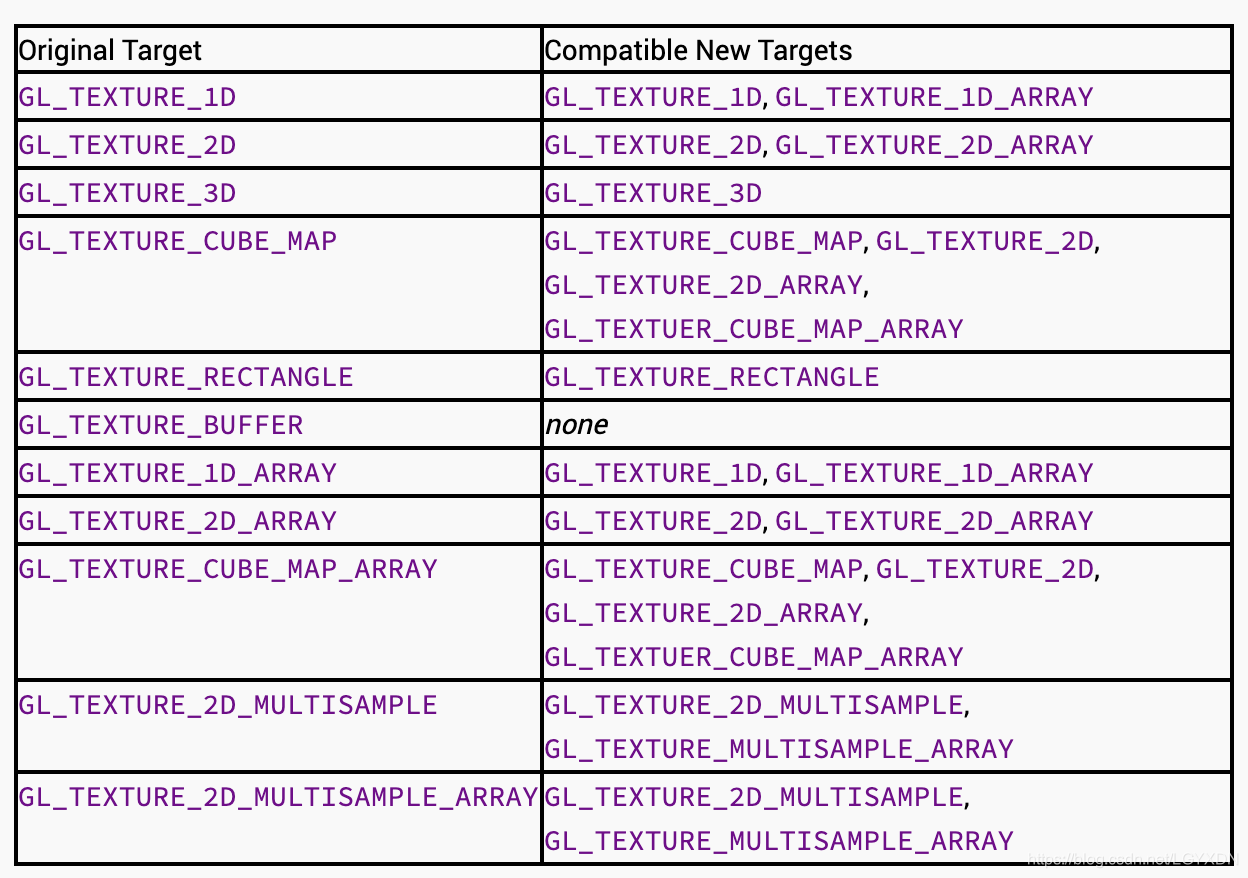 Original Target
Compatible New Targets
GL_TEXTURE_1D
GL_TEXTURE_1D, GL_TEXTURE_1D_ARRAY
GL_TEXTURE_2D
GL_TEXTURE_2D, GL_TEXTURE_2D_ARRAY
GL_TEXTURE_3D
GL_TEXTURE_3D
GL_TEXTURE_CUBE_MAP
GL_TEXTURE_CUBE_MAP, GL_TEXTURE_2D,
GL_TEXTURE_2D_ARRAY,
GL_TEXTUER_CUBE_MAP_ARRAY
GL_TEXTURE_RECTANGLE
GL_TEXTURE_RECTANGLE
GL_TEXTURE_BUFFER
none
GL_TEXTURE_1D_ARRAY
GL_TEXTURE_1D, GL_TEXTURE_1D_ARRAY
GL_TEXTURE_2D_ARRAY
GL_TEXTURE_2D, GL_TEXTURE_2D_ARRAY
GL_TEXTURE_CUBE_MAP_ARRAY
GL_TEXTURE_CUBE_MAP, GL_TEXTURE_2D,
GL_TEXTURE_2D_ARRAY,
GL_TEXTUER_CUBE_MAP_ARRAY
GL_TEXTURE_2D_MULTISAMPLE
GL_TEXTURE_2D_MULTISAMPLE,
GL_TEXTURE_MULTISAMPLE_ARRAY
GL_TEXTURE_2D_MULTISAMPLE_ARRAY
GL_TEXTURE_2D_MULTISAMPLE,
GL_TEXTURE_MULTISAMPLE_ARRAY
https://blog.csdn.net/LGYXDN